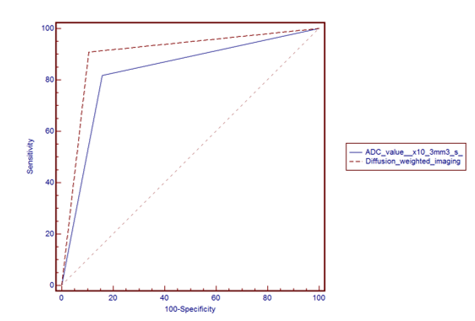 100
80
60
40
20
0
Sensitivity
0 20 40 60 80 100
100-Specificity
ADC_value__x10_3mm3_s_
Diffusion_weighted_imaging